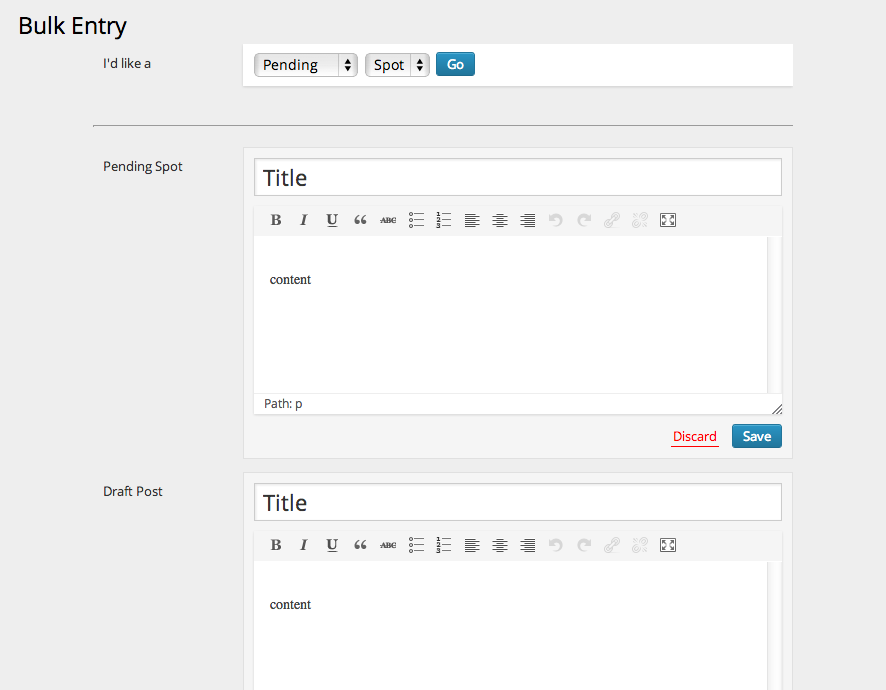 Bulk Entry
I'd like a Pending Spot Go
Pending Spot
Title
B I U “ ABC
content
Path: p
Discard Save
Draft Post
Title
B I U “ ABC
content